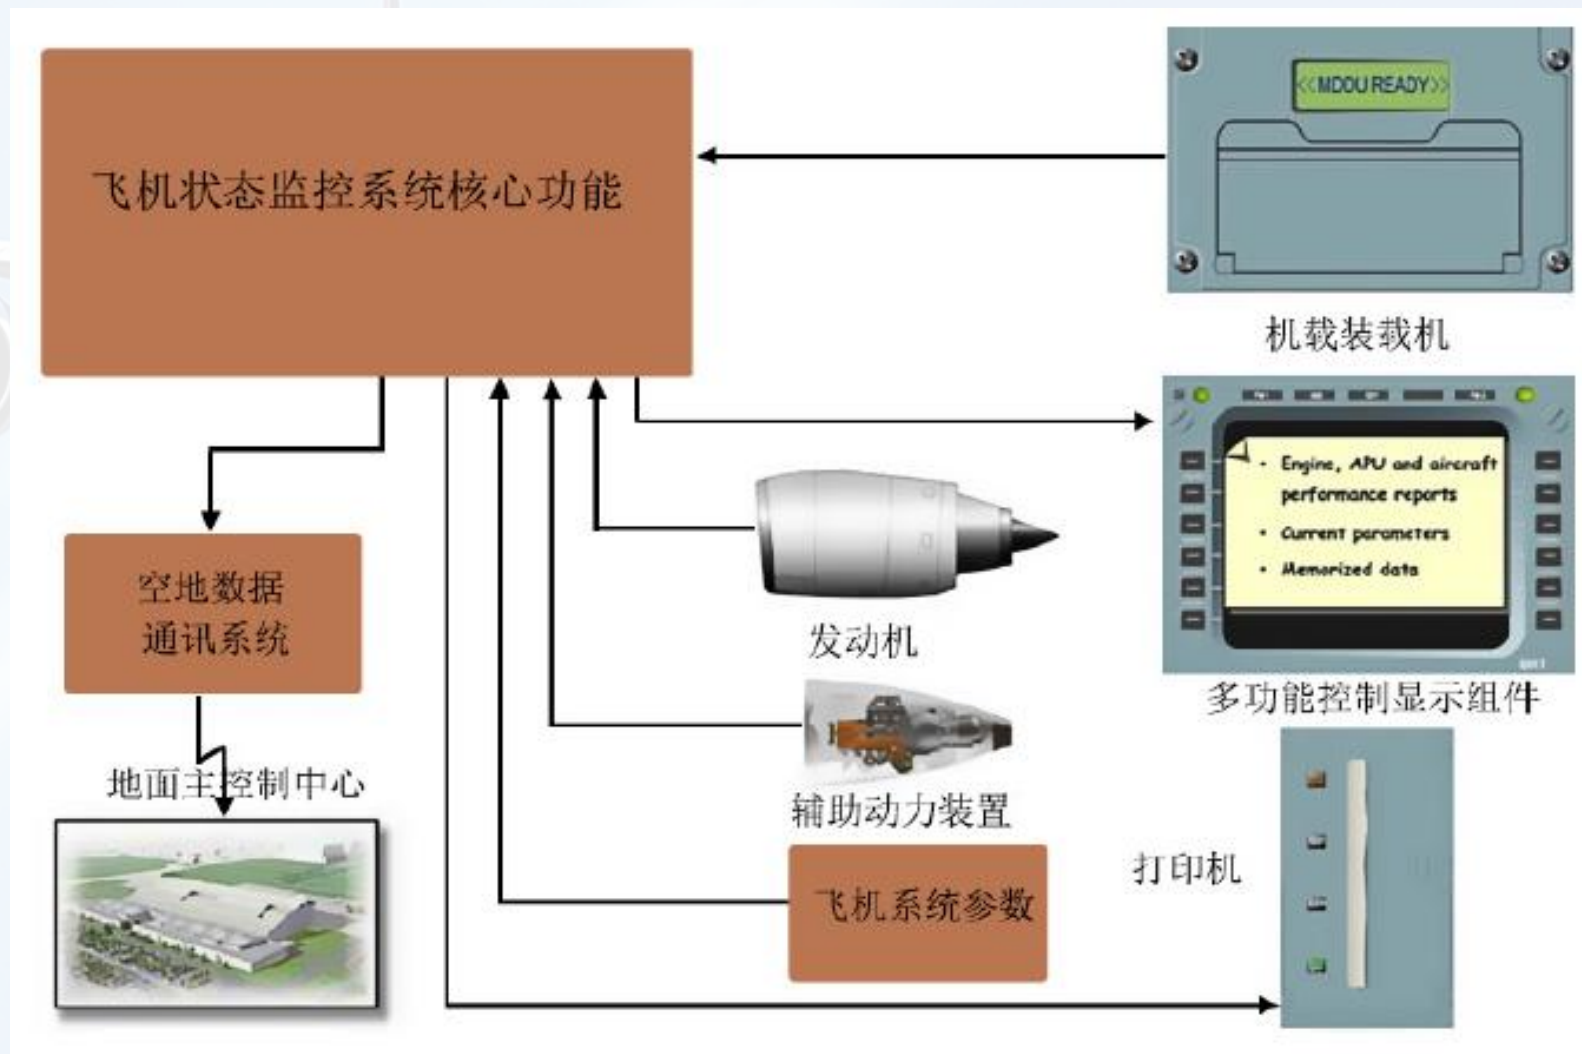 飞机状态监控系统核心功能
<<MDDU READY>>
机载装载机
• Engine, APU and aircraft
performance reports
• Current parameters
• Memorized data
多功能控制显示组件
空地数据
通讯系统
发动机
地面主控制中心
辅助动力装置
飞机系统参数
打印机